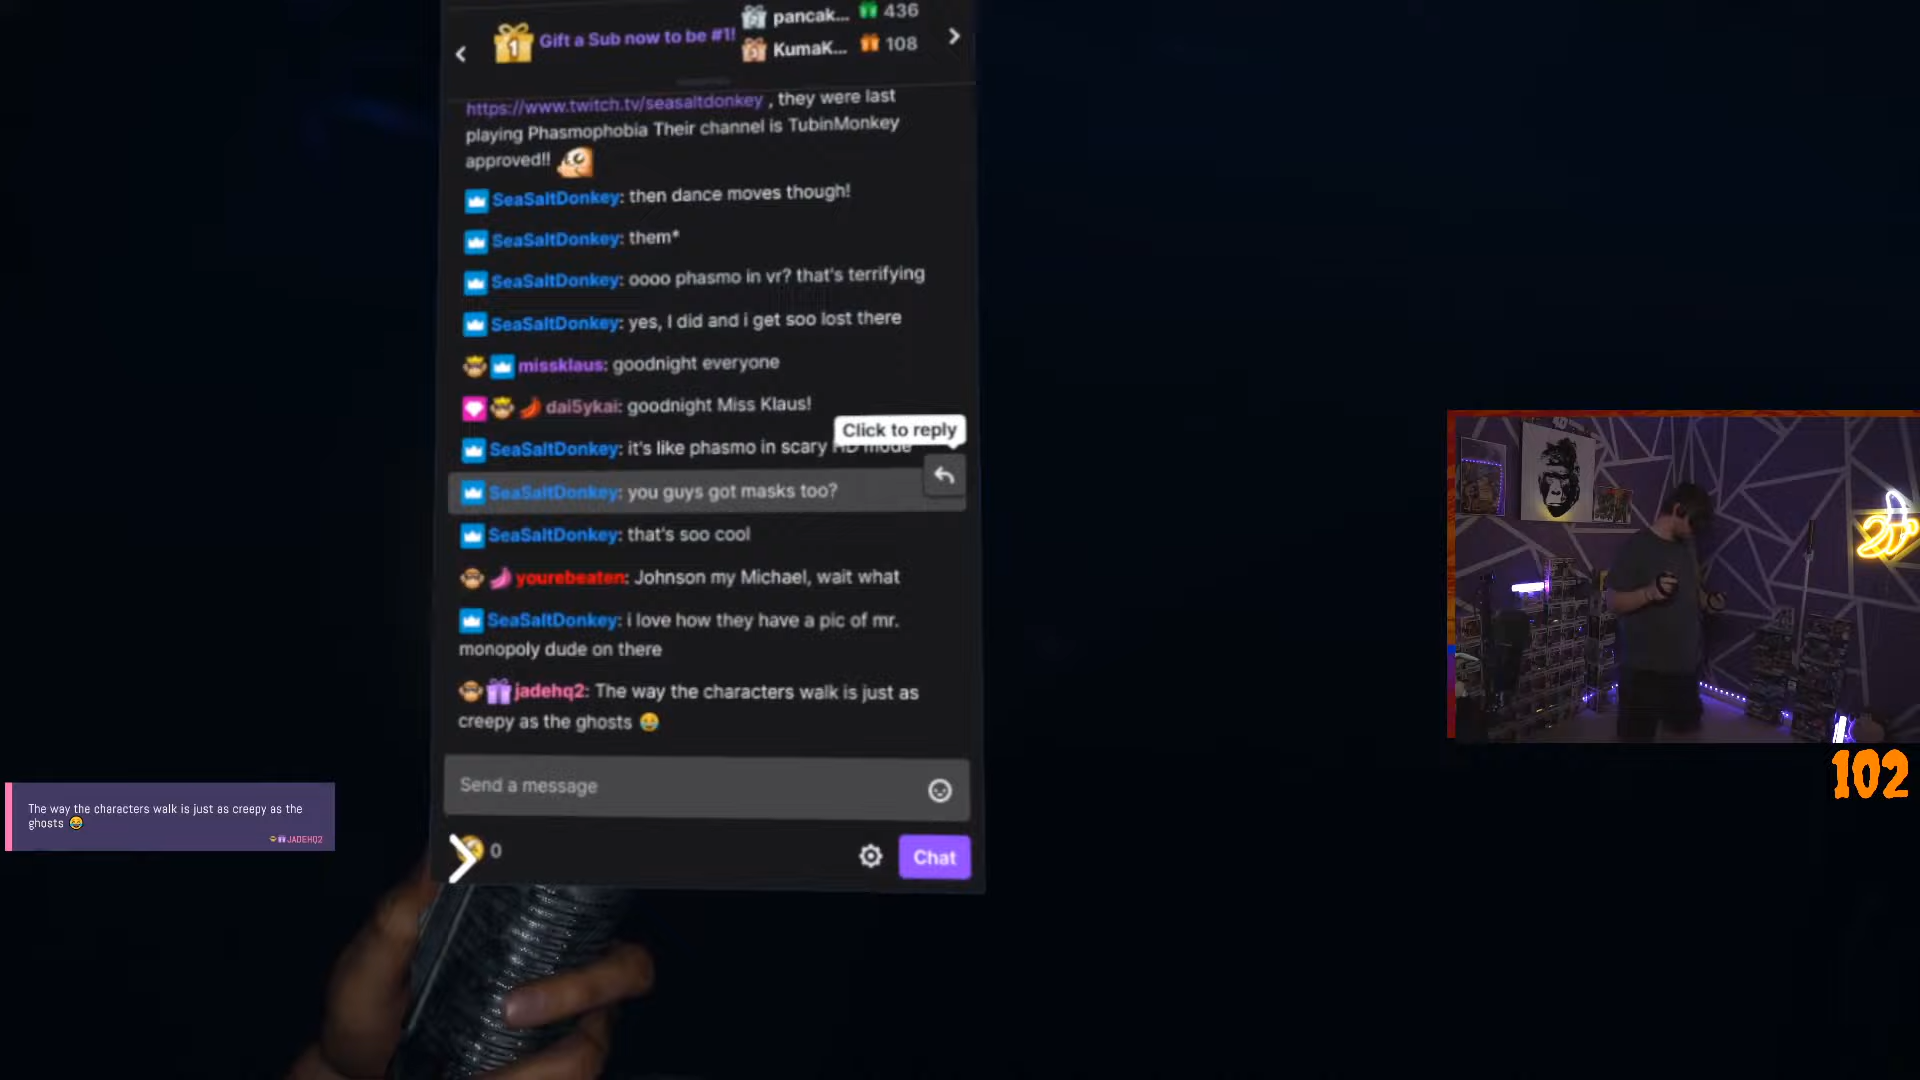 Gift a Sub now to be #1!
pancak... 436
KumaK... 108
https://www.twitch.tv/seasaltdonkey , they were last
playing Phasmophobia Their channel is TubinMonkey
approved!!
SeaSaltDonkey: then dance moves though!
SeaSaltDonkey: them*
SeaSaltDonkey: oooo phasmo in vr? that's terrifying
SeaSaltDonkey: yes, I did and i get soo lost there
missklaus: goodnight everyone
dai5ykai: goodnight Miss Klaus!
Click to reply
SeaSaltDonkey: it's like phasmo in scary HD mode
SeaSaltDonkey: you guys got masks too?
SeaSaltDonkey: that's soo cool
yourebeaten: Johnson my Michael, wait what
SeaSaltDonkey: i love how they have a pic of mr.
monopoly dude on there
jadehq2: The way the characters walk is just as
creepy as the ghosts 😂
Send a message
0
Chat
The way the characters walk is just as creepy as the
ghosts 😂
JADEHQ2
102